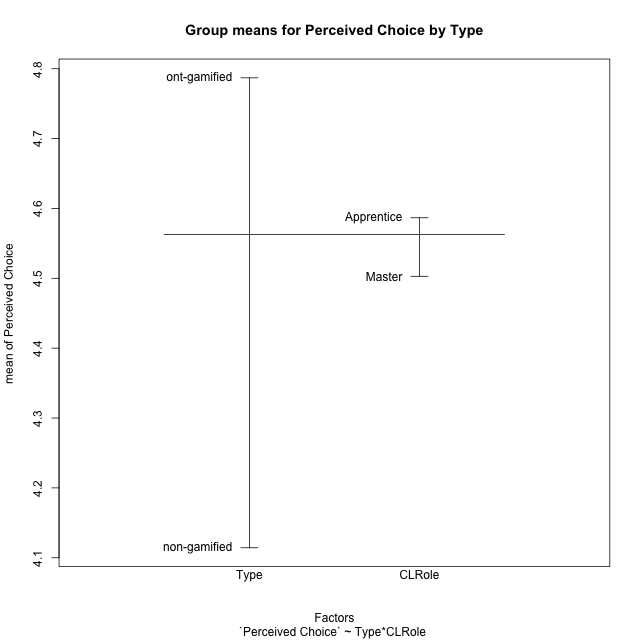 Group means for Perceived Choice by Type
mean of Perceived Choice
4.8
4.7
4.6
4.5
4.4
4.3
4.2
4.1
ont-gamified
Apprentice
Master
non-gamified
Type
CLRole
Factors
`Perceived Choice` ~ Type*CLRole